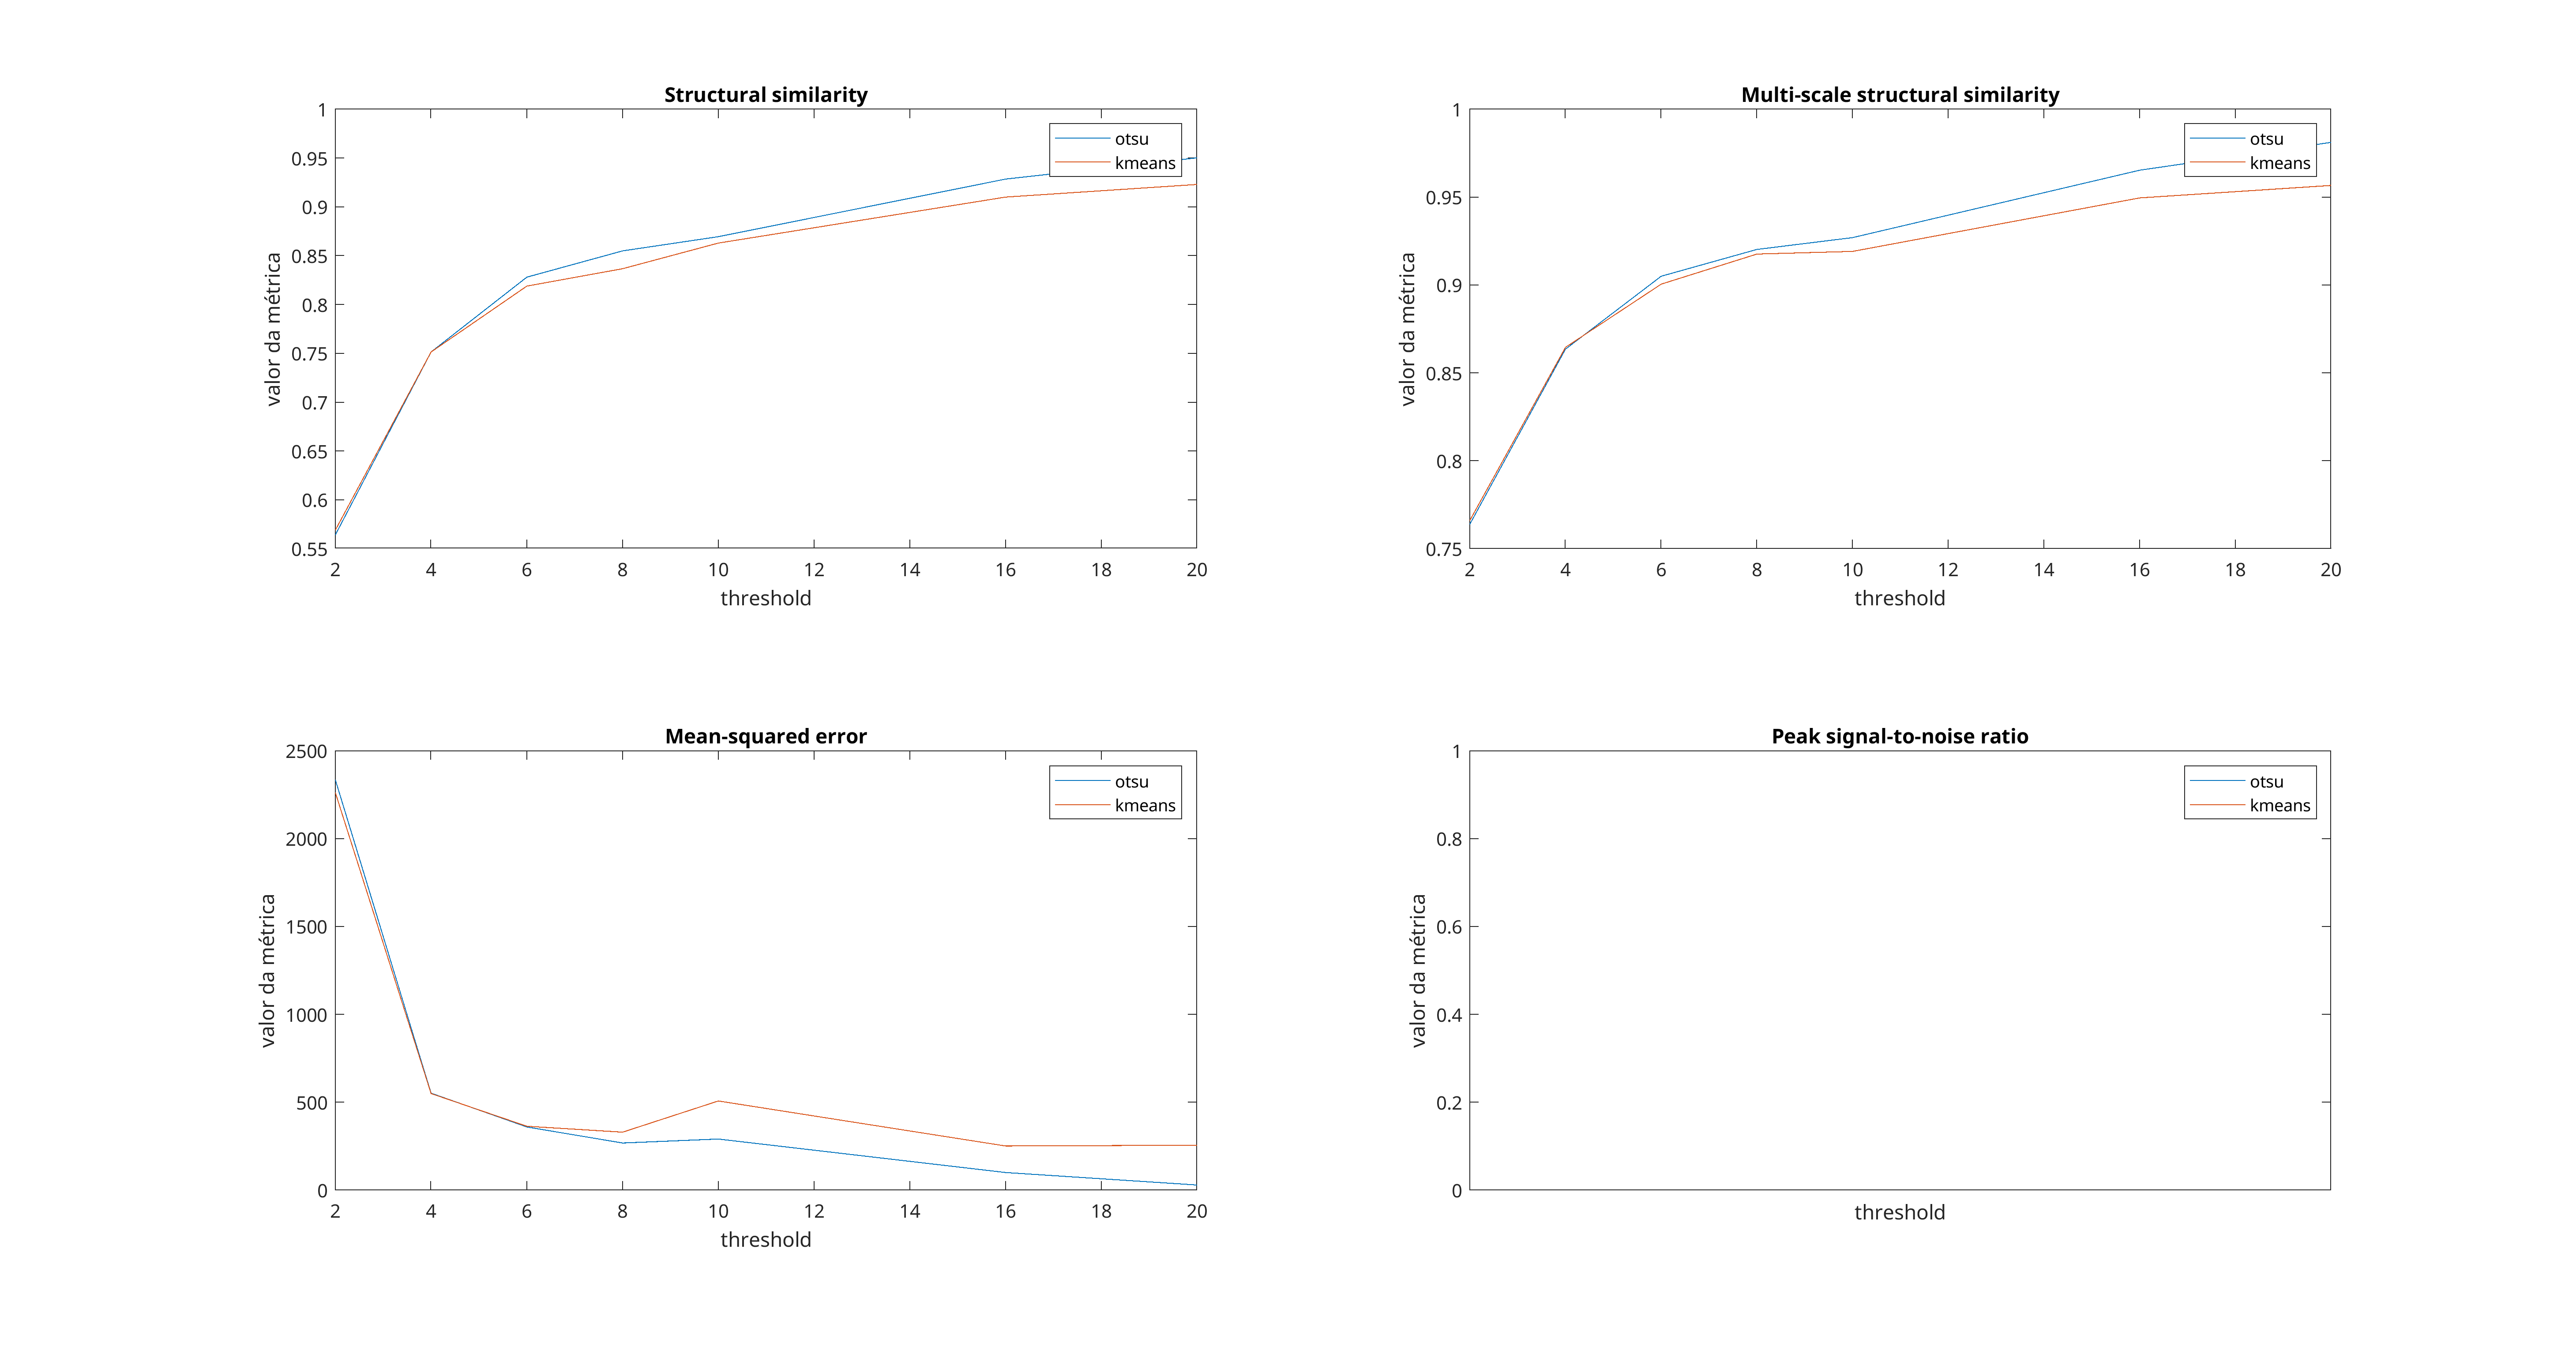 Structural similarity
1
0.95
0.9
0.85
0.8
0.75
0.7
0.65
0.6
0.55
valor da métrica
otsu
kmeans
2 4 6 8 10 12 14 16 18 20
threshold
Multi-scale structural similarity
1
0.95
0.9
0.85
0.8
0.75
valor da métrica
otsu
kmeans
2 4 6 8 10 12 14 16 18 20
threshold
Mean-squared error
2500
2000
1500
1000
500
0
valor da métrica
otsu
kmeans
2 4 6 8 10 12 14 16 18 20
threshold
Peak signal-to-noise ratio
1
0.8
0.6
0.4
0.2
0
valor da métrica
otsu
kmeans
threshold